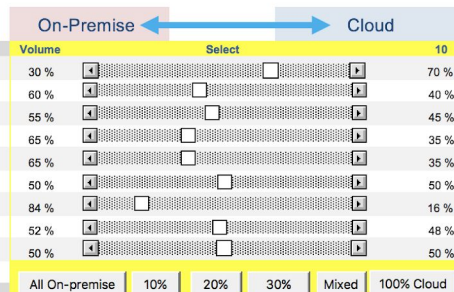 On-Premise Cloud
Volume Select 10
30 % 70 %
60 % 40 %
55 % 45 %
65 % 35 %
65 % 35 %
50 % 50 %
84 % 16 %
52 % 48 %
50 % 50 %
All On-premise 10% 20% 30% Mixed 100% Cloud